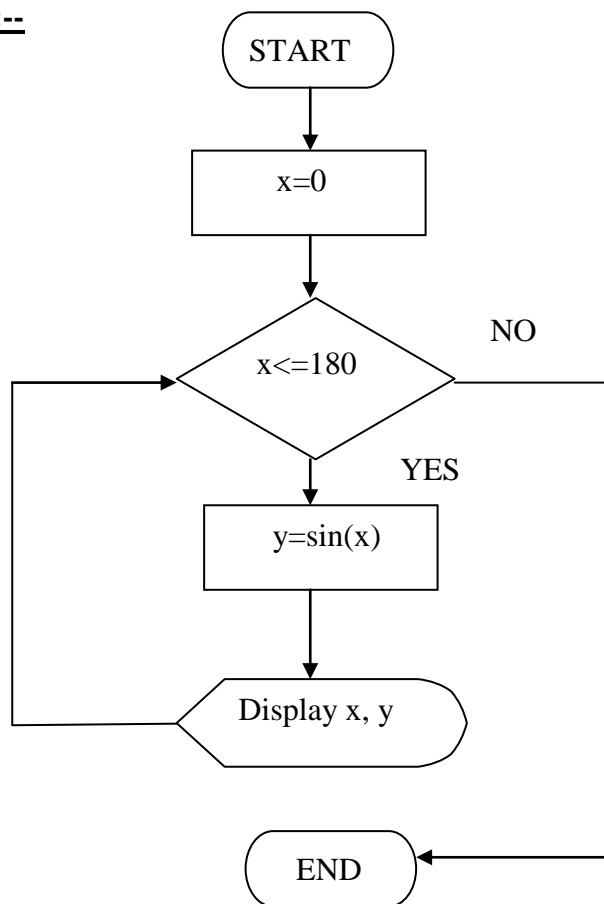 START
x=0
x<=180
NO
YES
y=sin(x)
Display x, y
END